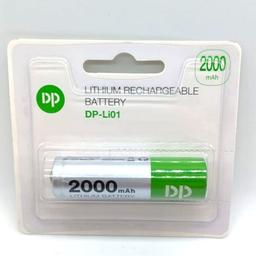 DP
LITHIUM RECHARGEABLE
BATTERY
DP-Li01
2000
mAh
2000mAh
LITHIUM BATTERY
DP